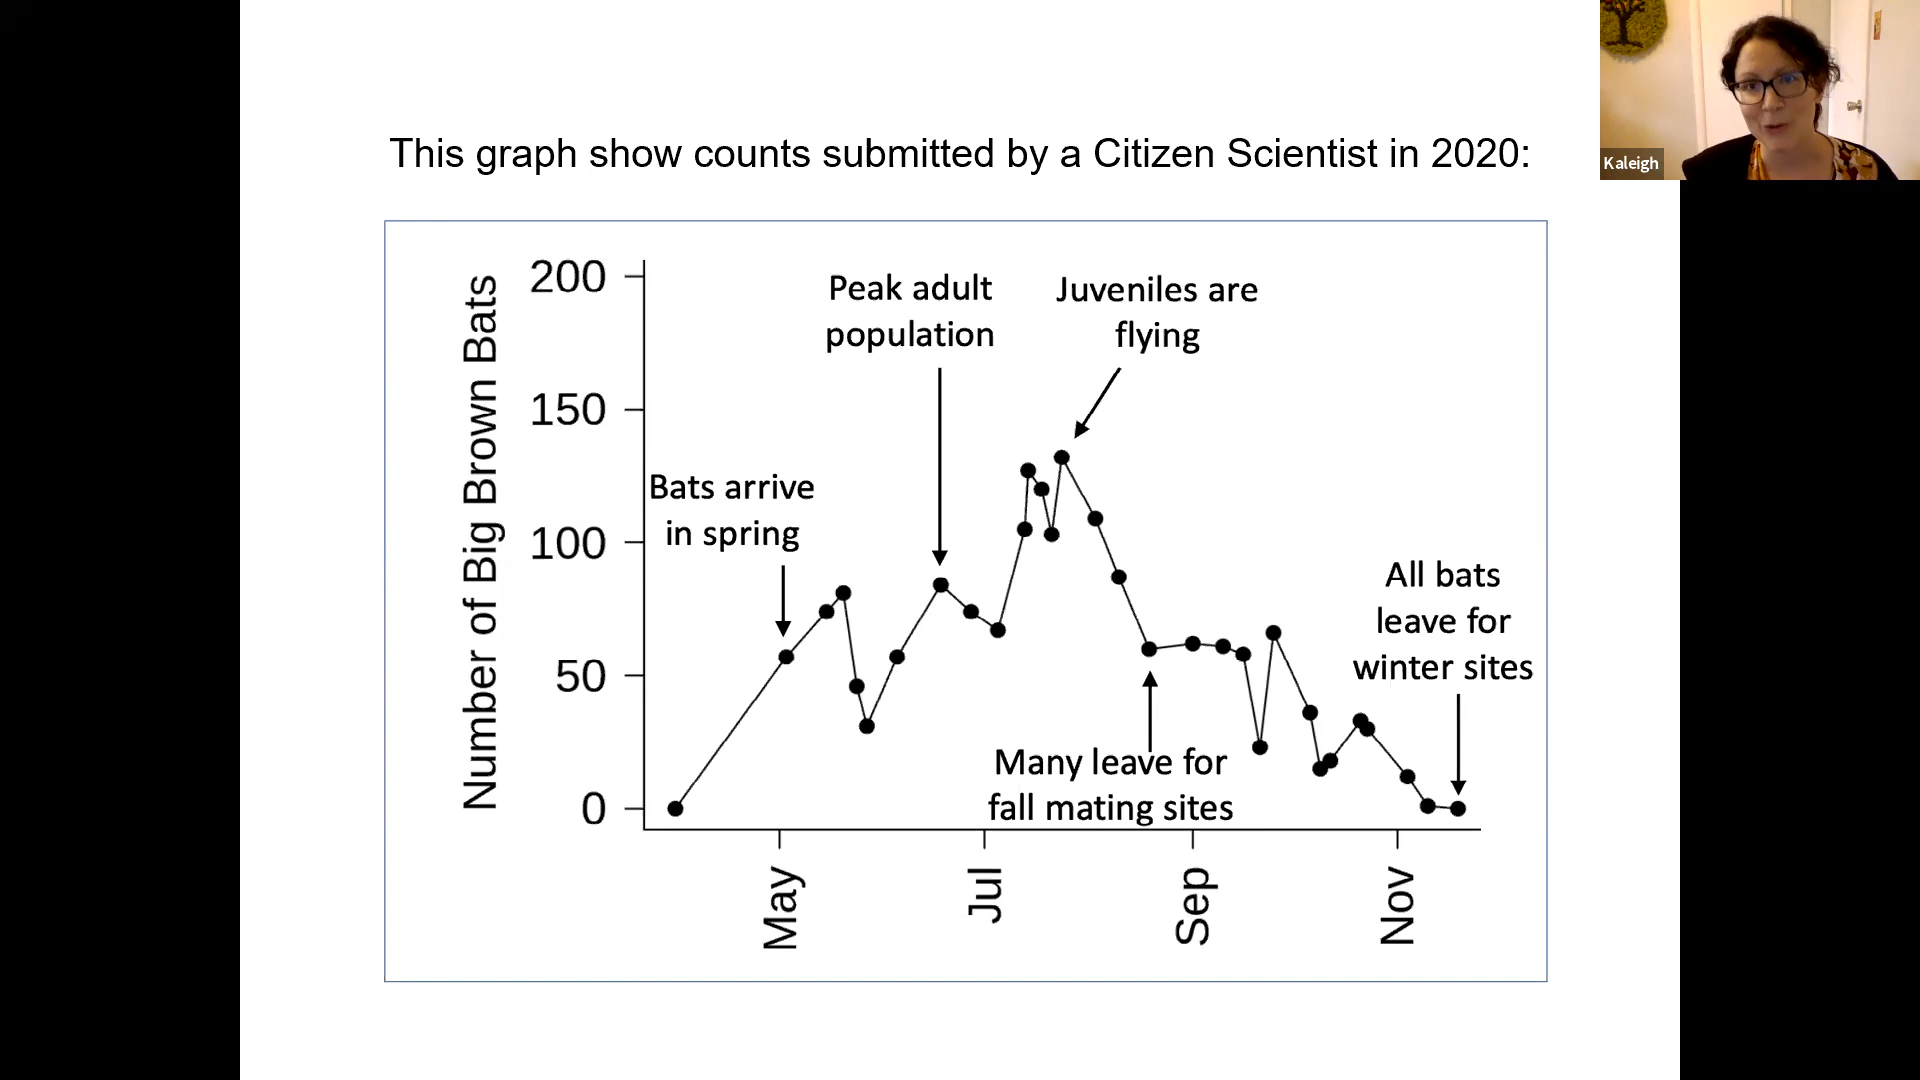 This graph show counts submitted by a Citizen Scientist in 2020:
Kaleigh
Number of Big Brown Bats
200
150
100
50
0
Peak adult
population
Juveniles are
flying
Bats arrive
in spring
All bats
leave for
winter sites
Many leave for
fall mating sites
May
Jul
Sep
Nov